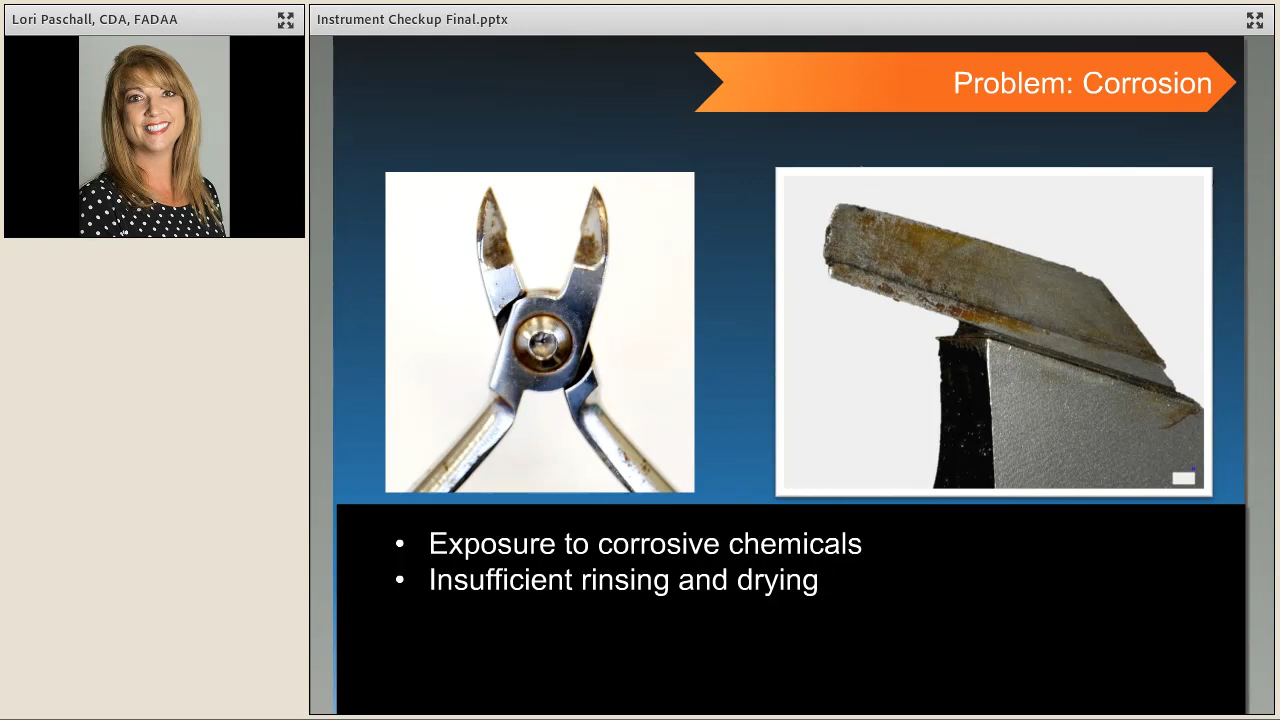 Lori Paschall, CDA, FADAA
Instrument Checkup Final.pptx
Problem: Corrosion
• Exposure to corrosive chemicals
• Insufficient rinsing and drying